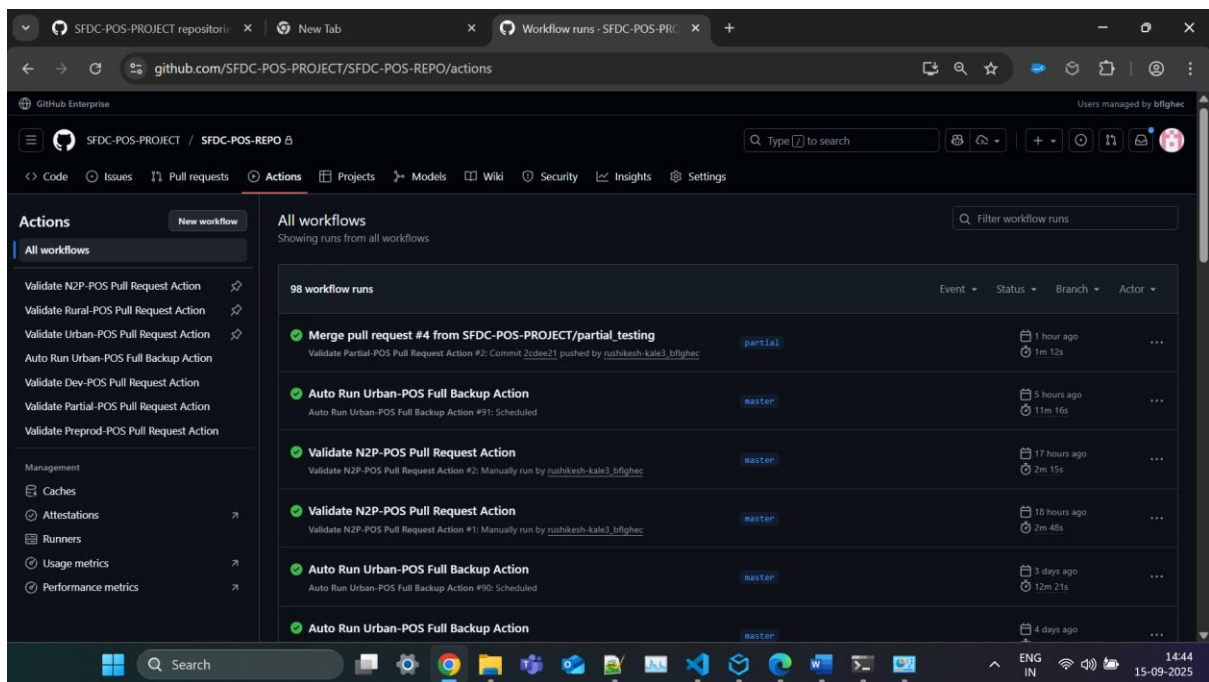 SFDC-POS-PROJECT repositorie
New Tab
Workflow runs · SFDC-POS-PRO
github.com/SFDC-POS-PROJECT/SFDC-POS-REPO/actions
GitHub Enterprise
Users managed by bflghec
SFDC-POS-PROJECT / SFDC-POS-REPO
Type / to search
Code Issues Pull requests Actions Projects Models Wiki Security Insights Settings
Actions
New workflow
All workflows
Validate N2P-POS Pull Request Action
Validate Rural-POS Pull Request Action
Validate Urban-POS Pull Request Action
Auto Run Urban-POS Full Backup Action
Validate Dev-POS Pull Request Action
Validate Partial-POS Pull Request Action
Validate Preprod-POS Pull Request Action
Management
Caches
Attestations
Runners
Usage metrics
Performance metrics
All workflows
Showing runs from all workflows
Filter workflow runs
98 workflow runs
Event Status Branch Actor
Merge pull request #4 from SFDC-POS-PROJECT/partial_testing
Validate Partial-POS Pull Request Action #2: Commit 2cdee21 pushed by rushikesh-kale3_bflghec
partial
1 hour ago
1m 12s
Auto Run Urban-POS Full Backup Action
Auto Run Urban-POS Full Backup Action #91: Scheduled
master
5 hours ago
11m 16s
Validate N2P-POS Pull Request Action
Validate N2P-POS Pull Request Action #2: Manually run by rushikesh-kale3_bflghec
master
17 hours ago
2m 15s
Validate N2P-POS Pull Request Action
Validate N2P-POS Pull Request Action #1: Manually run by rushikesh-kale3_bflghec
master
18 hours ago
2m 48s
Auto Run Urban-POS Full Backup Action
Auto Run Urban-POS Full Backup Action #90: Scheduled
master
3 days ago
12m 21s
Auto Run Urban-POS Full Backup Action
master
4 days ago
Search
ENG
IN
14:44
15-09-2025